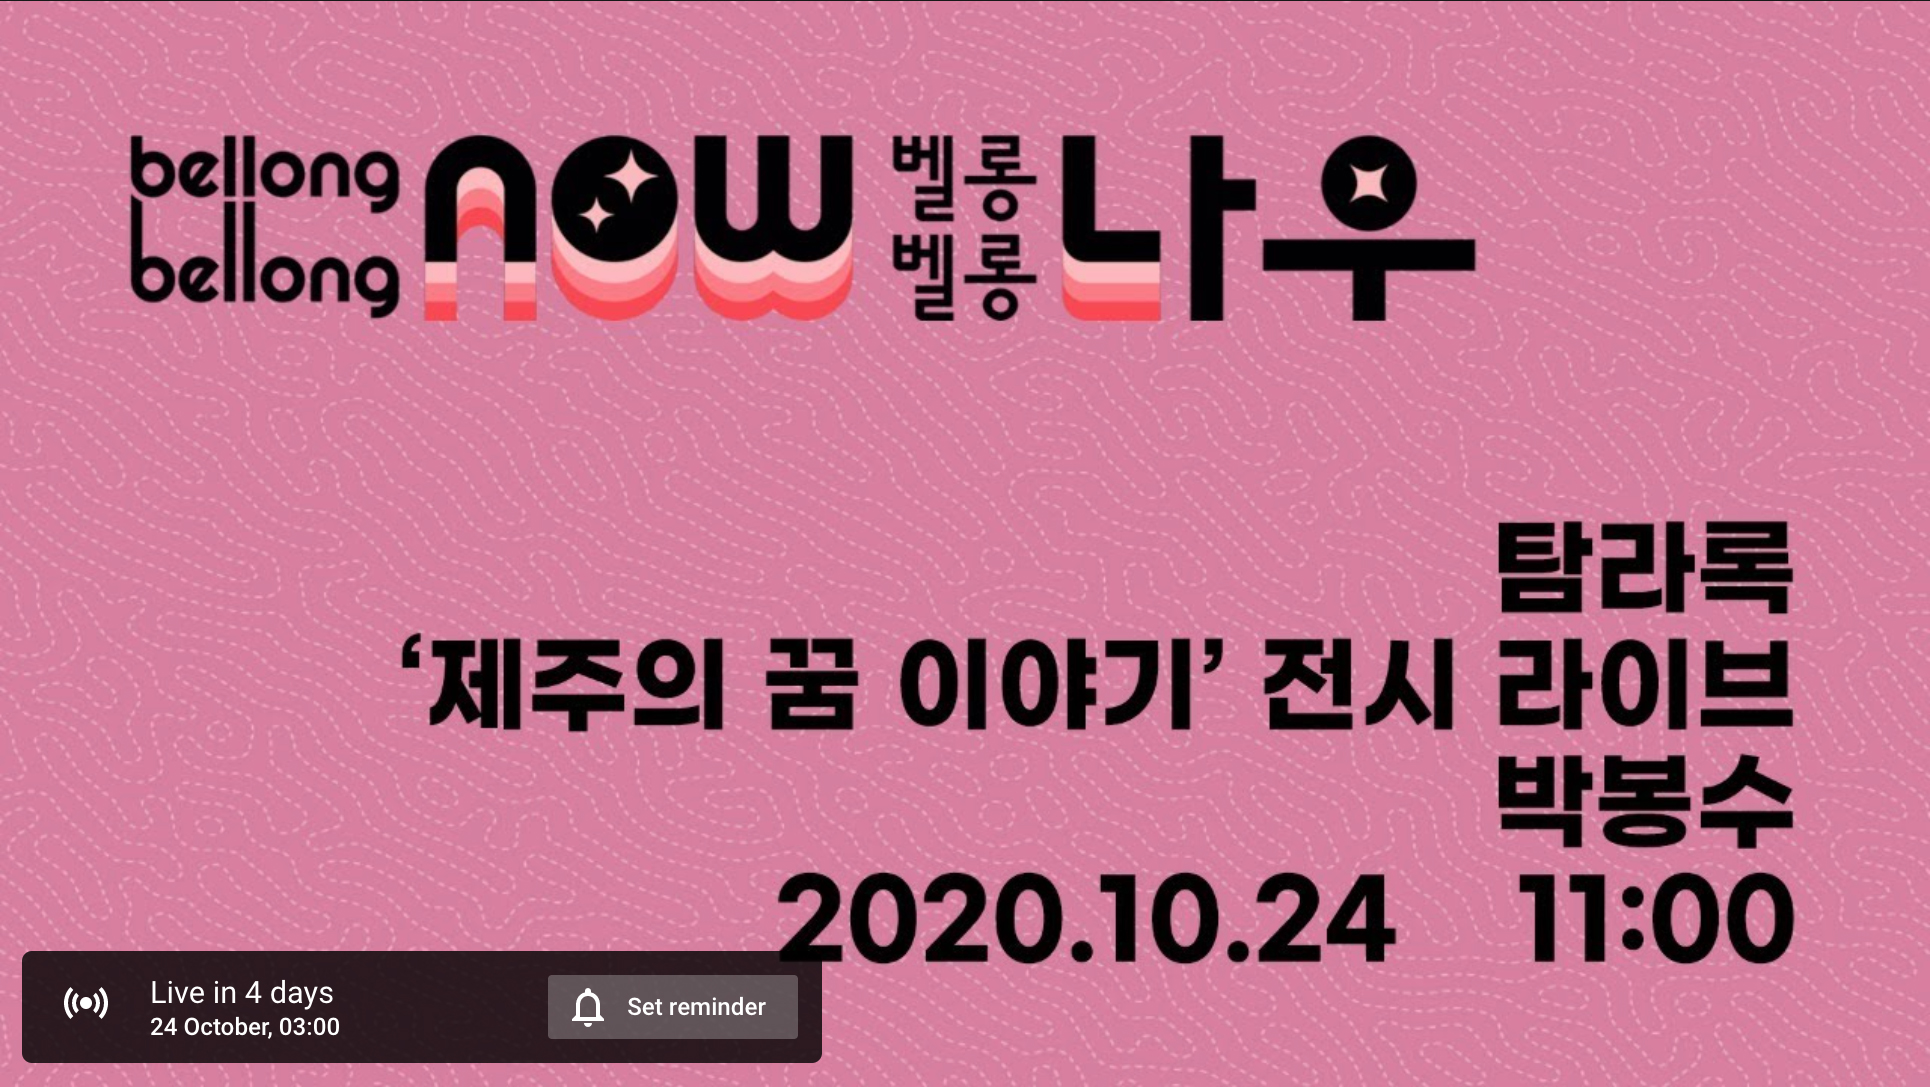 bellong
bellong
now
벨롱
벨롱
나우
탐라록
‘제주의 꿈 이야기’ 전시 라이브
박봉수
2020.10.24 11:00
Live in 4 days
24 October, 03:00
Set reminder